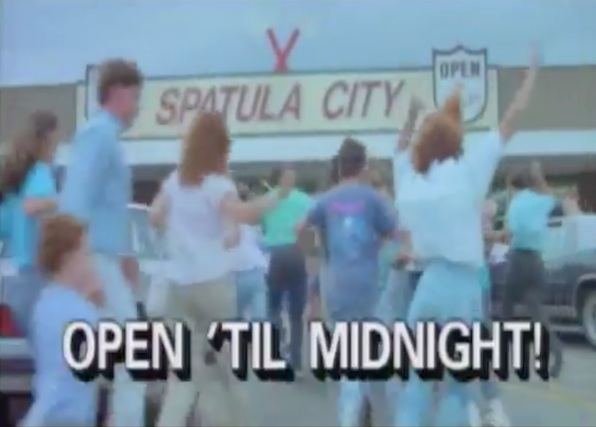 SPATULA CITY
OPEN
OPEN 'TIL MIDNIGHT!